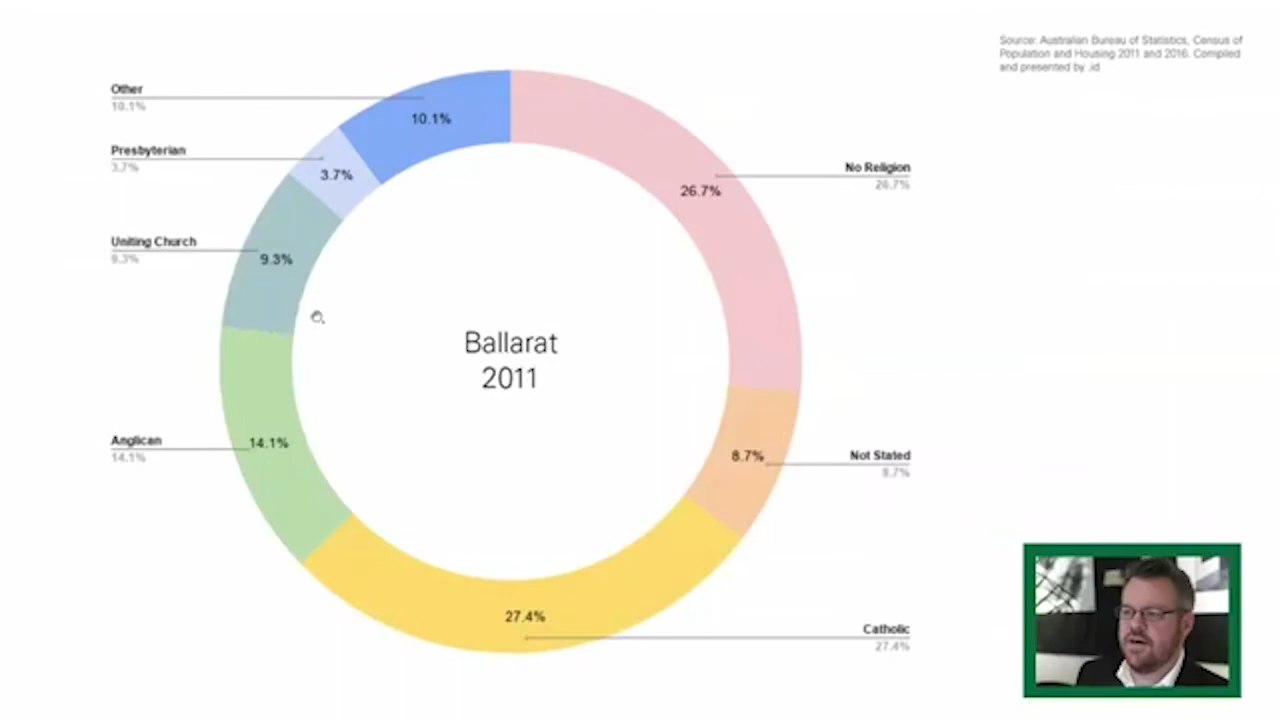 Source: Australian Bureau of Statistics, Census of
Population and Housing 2011 and 2016. Compiled
and presented by .id
Other
10.1%
10.1%
Presbyterian
3.7%
3.7%
No Religion
26.7%
26.7%
Uniting Church
9.3%
9.3%
Ballarat
2011
Anglican
14.1%
14.1%
Not Stated
8.7%
8.7%
Catholic
27.4%
27.4%